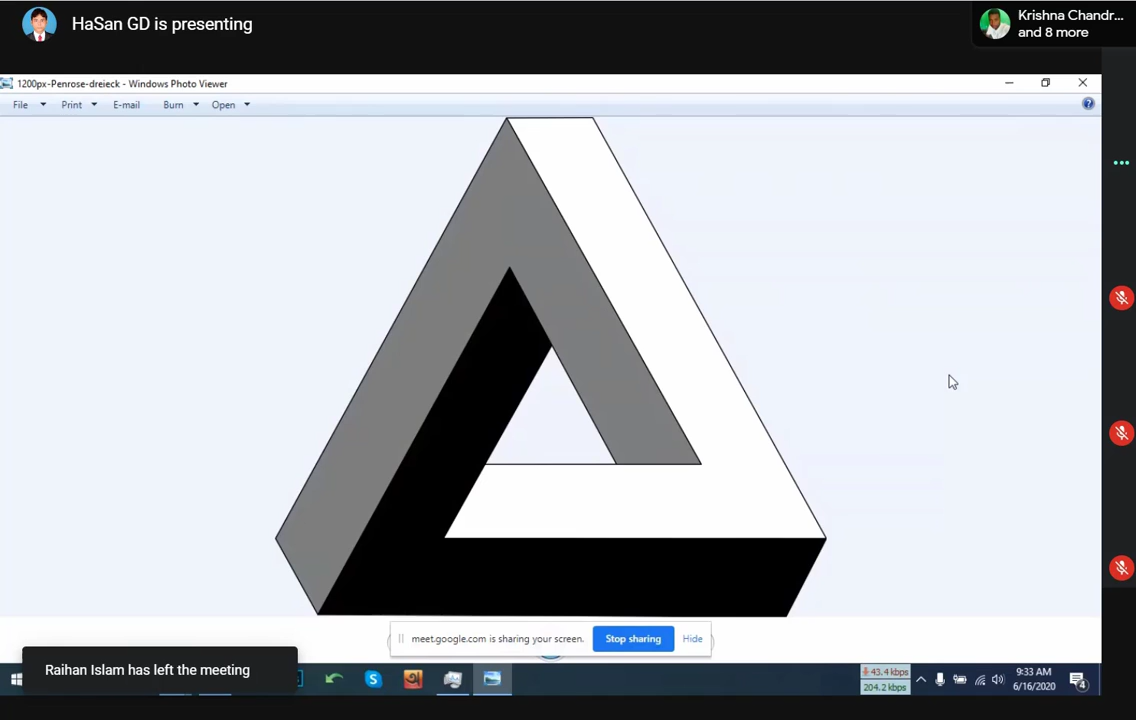 HaSan GD is presenting
Krishna Chandr...
and 8 more
1200px-Penrose-dreieck - Windows Photo Viewer
File Print E-mail Burn Open
meet.google.com is sharing your screen. Stop sharing Hide
Raihan Islam has left the meeting
43.4 kbps
204.2 kbps
9:33 AM
6/16/2020
4